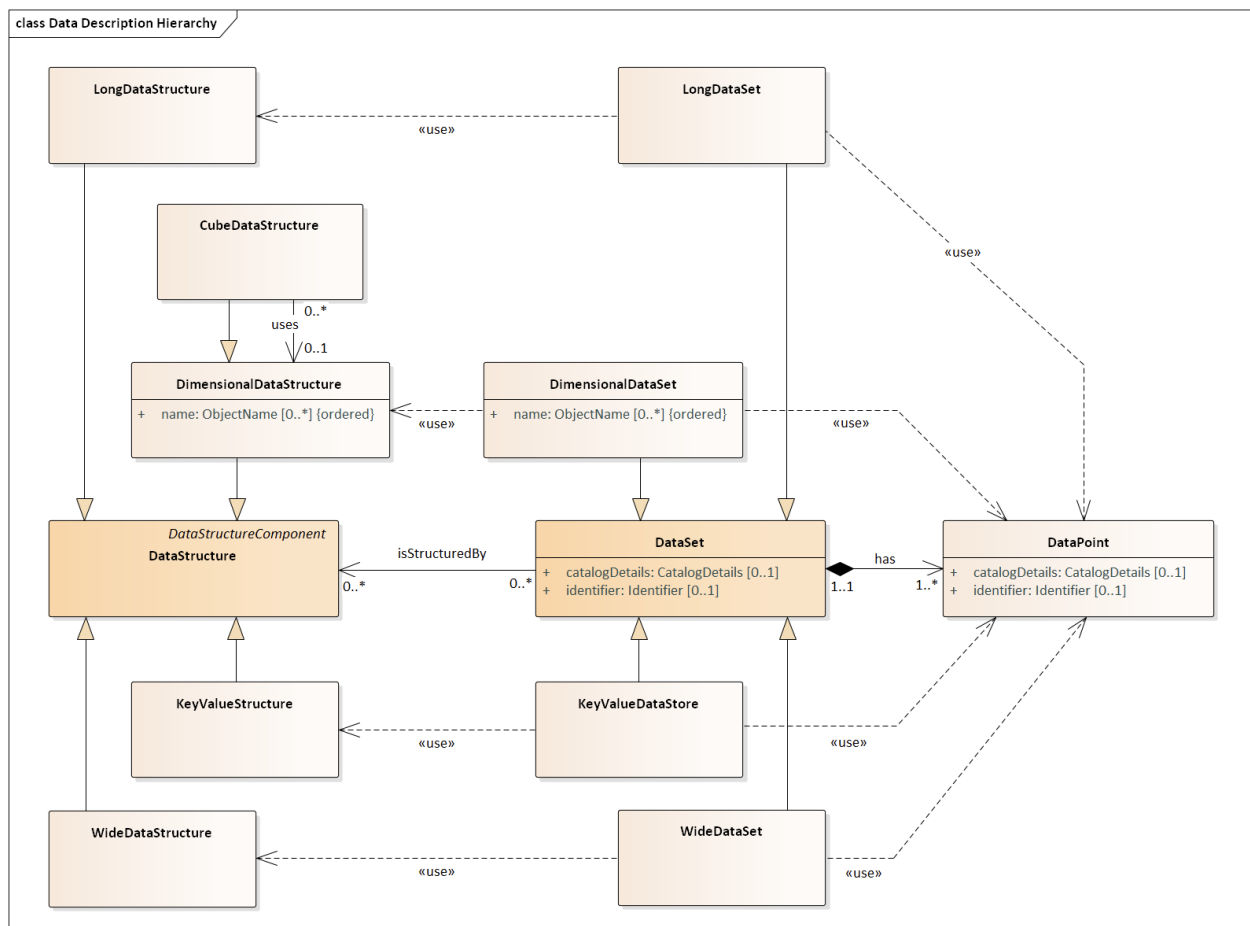 class Data Description Hierarchy
LongDataStructure
LongDataSet
«use»
«use»
CubeDataStructure
0..*
uses
0..1
DimensionalDataStructure
+ name: ObjectName [0..*] {ordered}
DimensionalDataSet
+ name: ObjectName [0..*] {ordered}
«use»
«use»
DataStructureComponent
DataStructure
isStructuredBy
0..*
0..*
DataSet
+ catalogDetails: CatalogDetails [0..1]
+ identifier: Identifier [0..1]
has
1..1
1..*
DataPoint
+ catalogDetails: CatalogDetails [0..1]
+ identifier: Identifier [0..1]
KeyValueStructure
KeyValueDataStore
«use»
«use»
WideDataStructure
WideDataSet
«use»
«use»